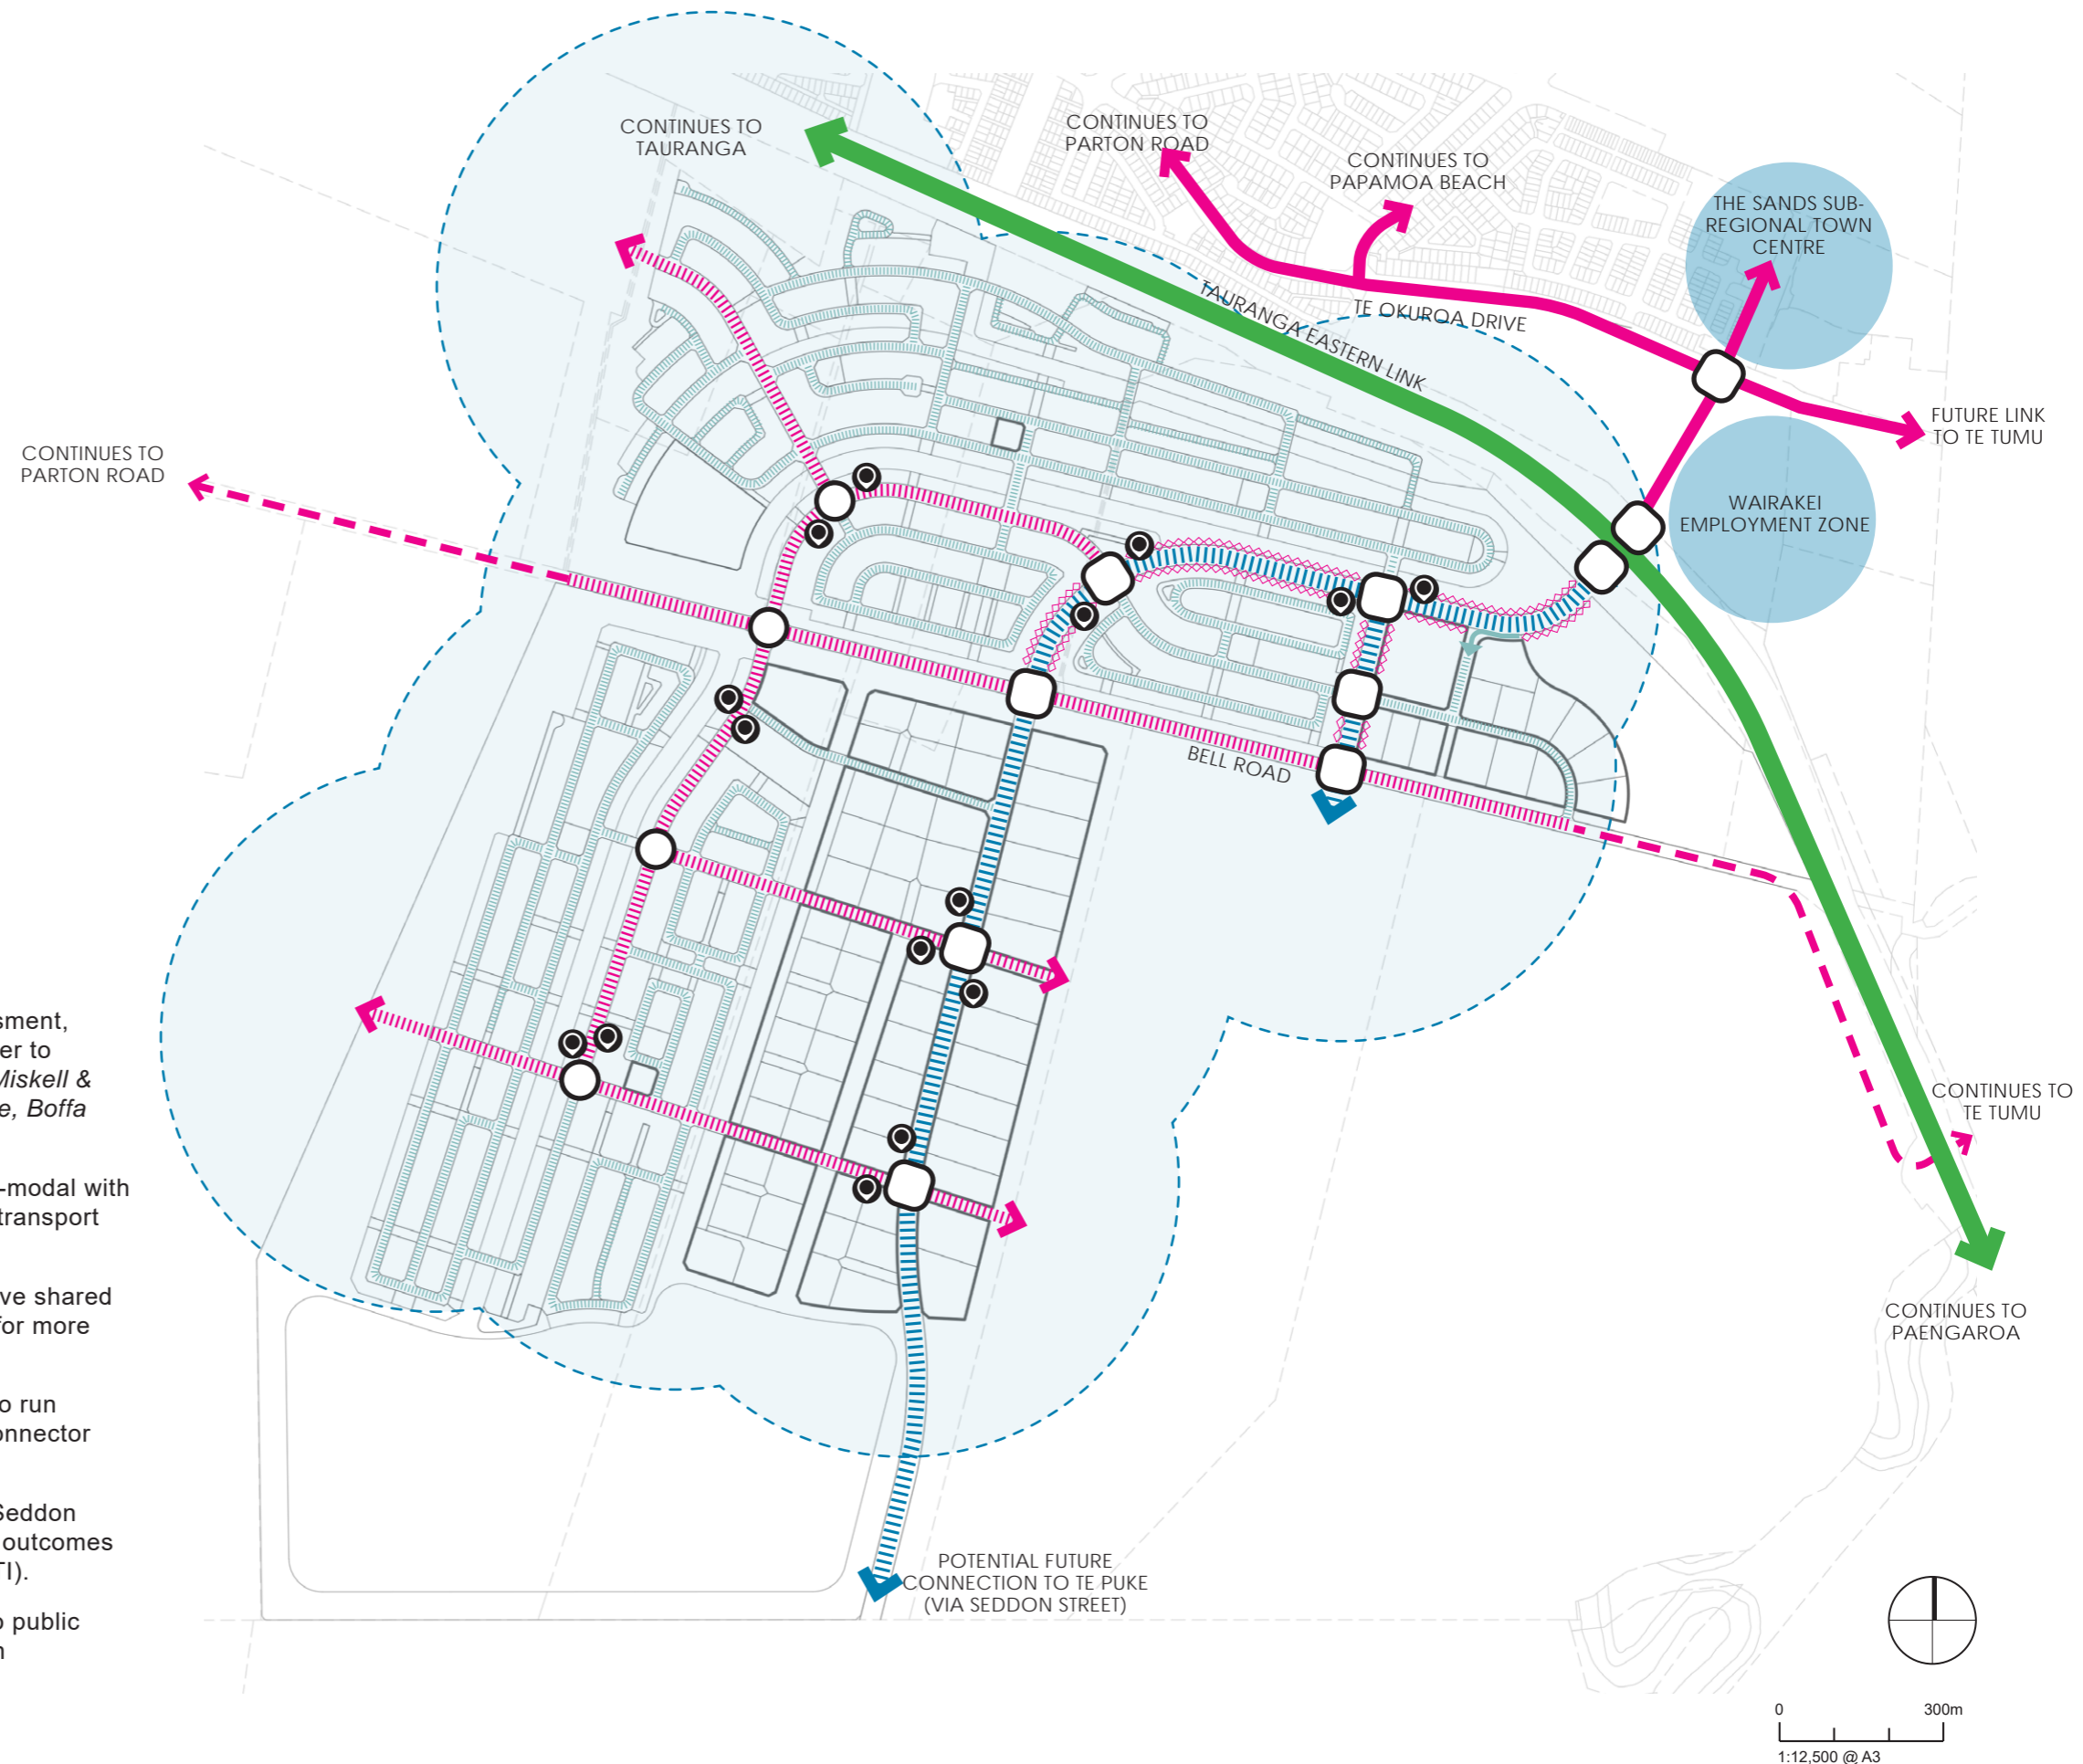 CONTINUES TO
TAURANGA
CONTINUES TO
PARTON ROAD
CONTINUES TO
PAPAMOA BEACH
THE SANDS SUB-
REGIONAL TOWN
CENTRE
TAURANGA EASTERN LINK
TE OKUROA DRIVE
FUTURE LINK
TO TE TUMU
CONTINUES TO
PARTON ROAD
WAIRAKEI
EMPLOYMENT ZONE
BELL ROAD
sment,
er to
Miskell &
e, Boffa
-modal with
transport
ve shared
for more
o run
onnector
Seddon
outcomes
TI).
o public
n
CONTINUES TO
TE TUMU
CONTINUES TO
PAENGAROA
POTENTIAL FUTURE
CONNECTION TO TE PUKE
(VIA SEDDON STREET)
0 300m
1:12,500 @ A3